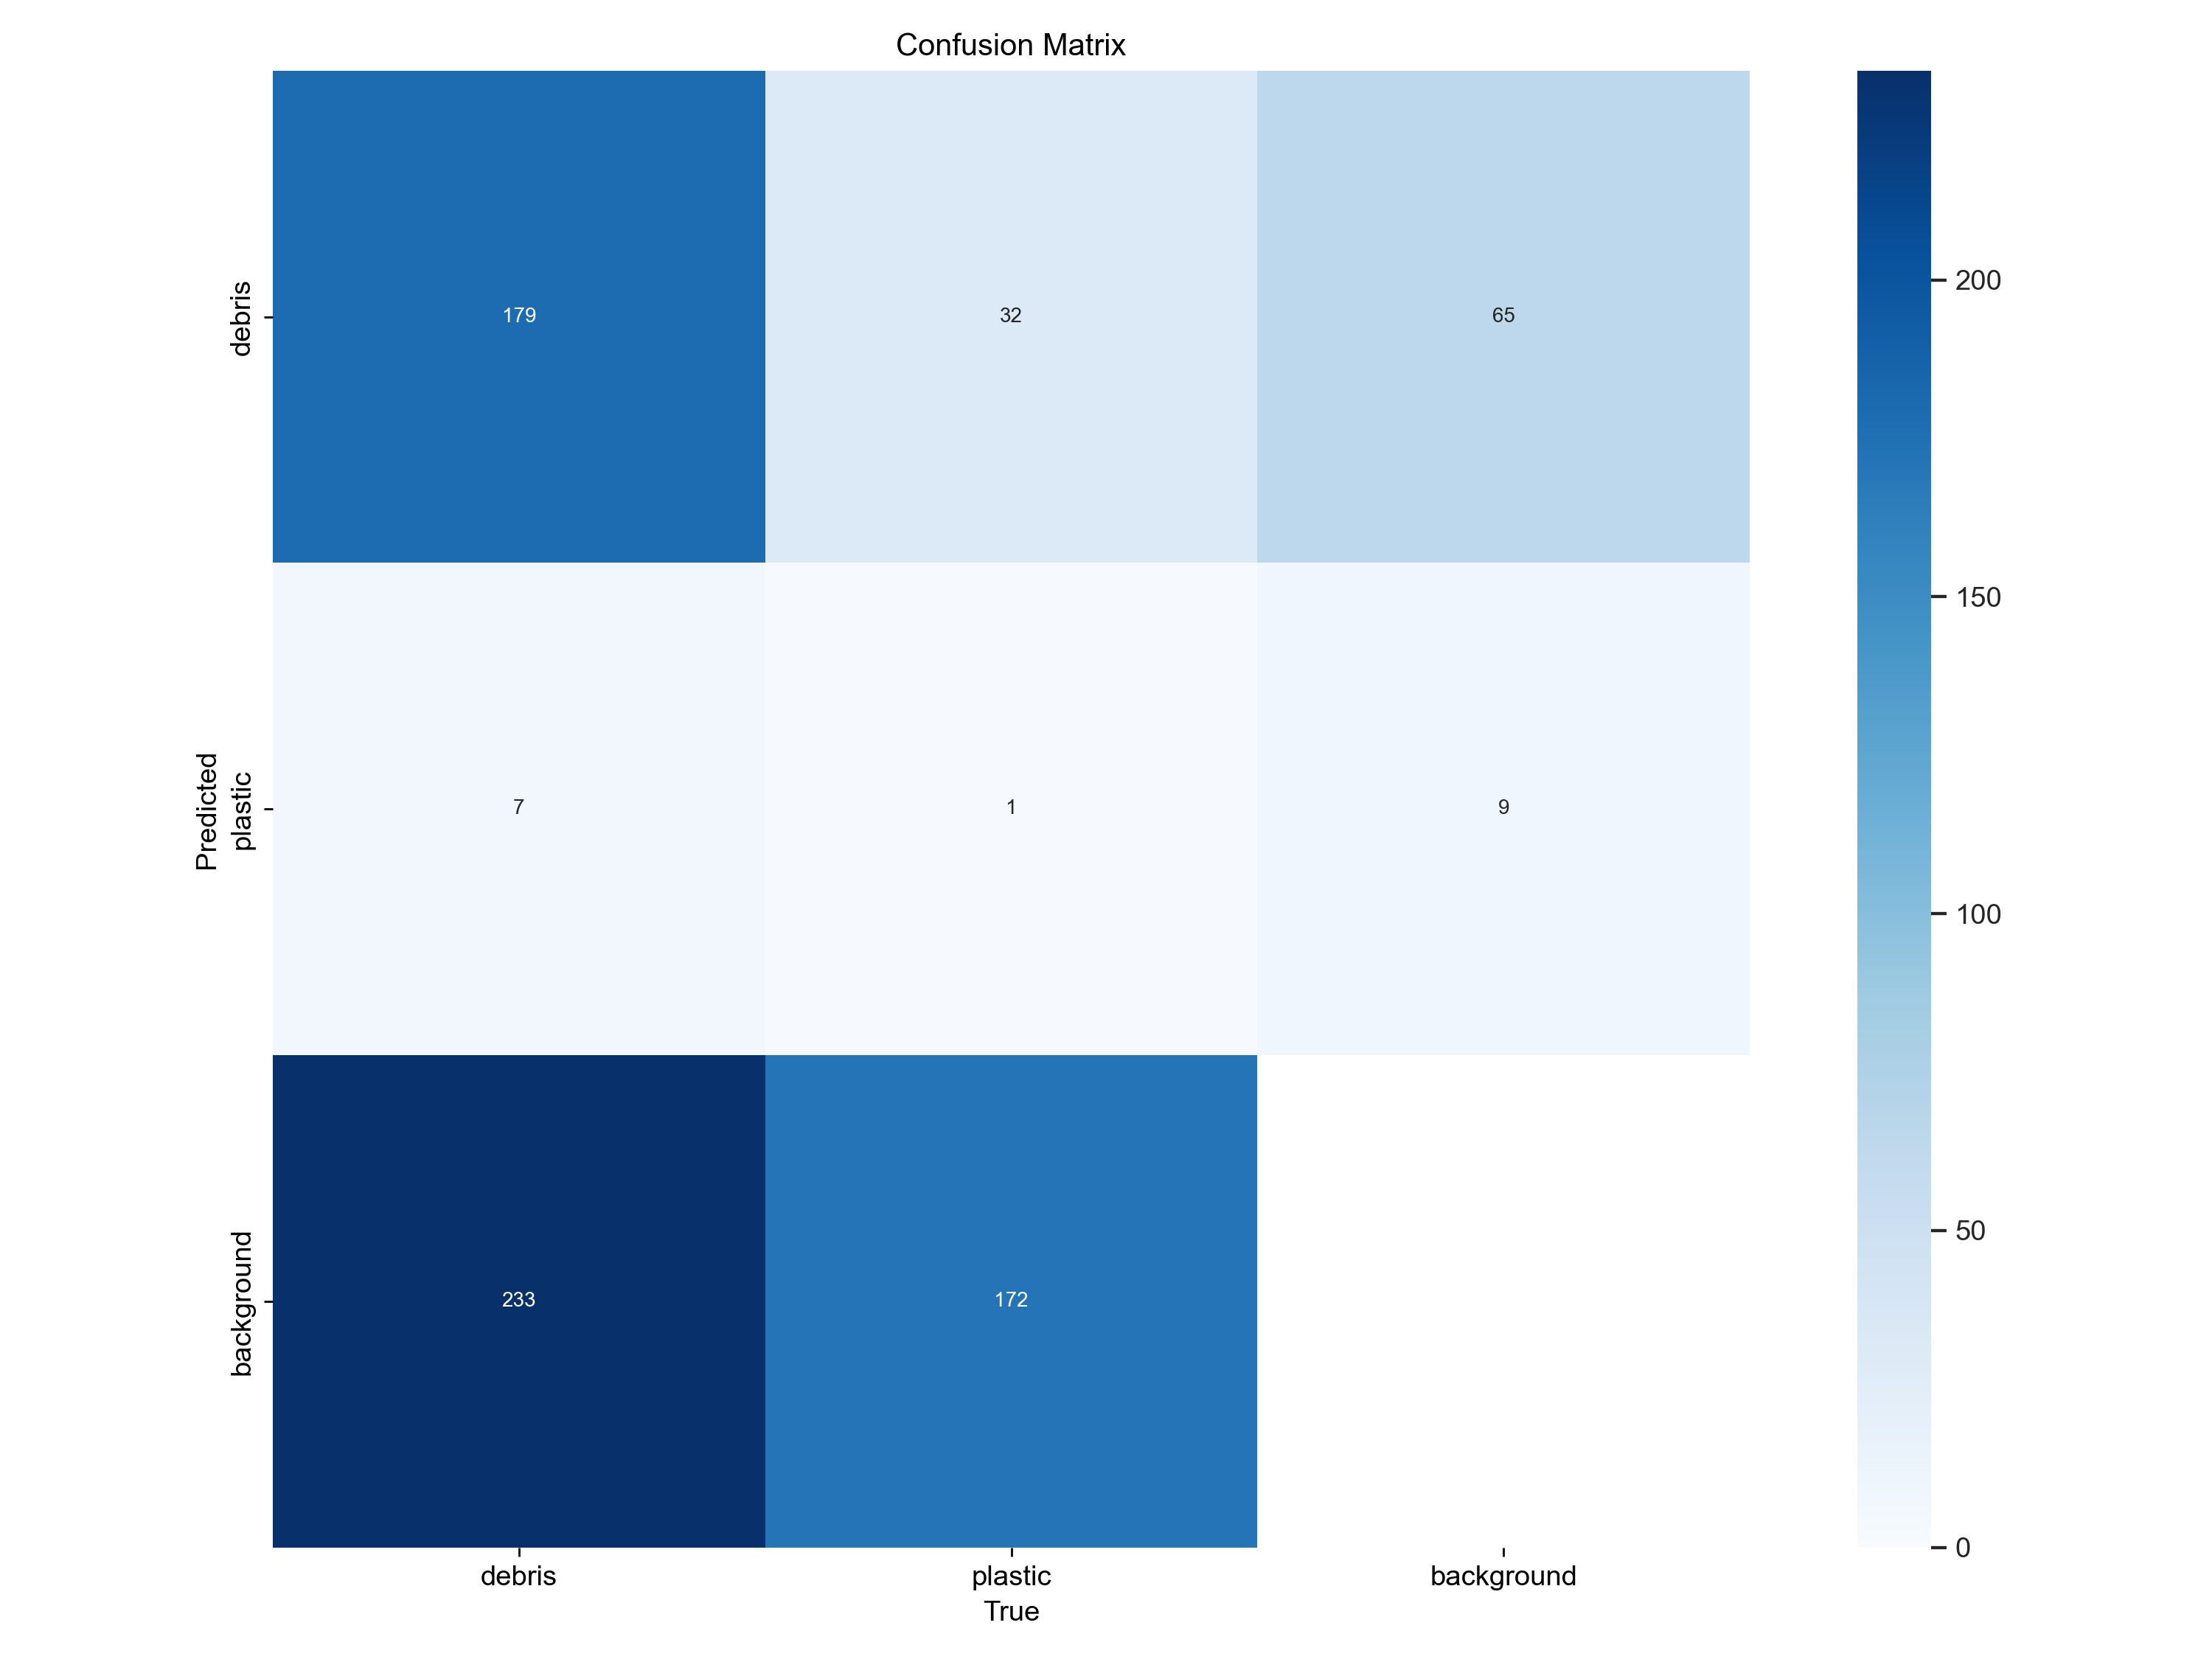 Confusion Matrix
debris
179
32
65
200
150
Predicted
plastic
7
1
9
100
50
background
233
172
0
debris
plastic
background
True